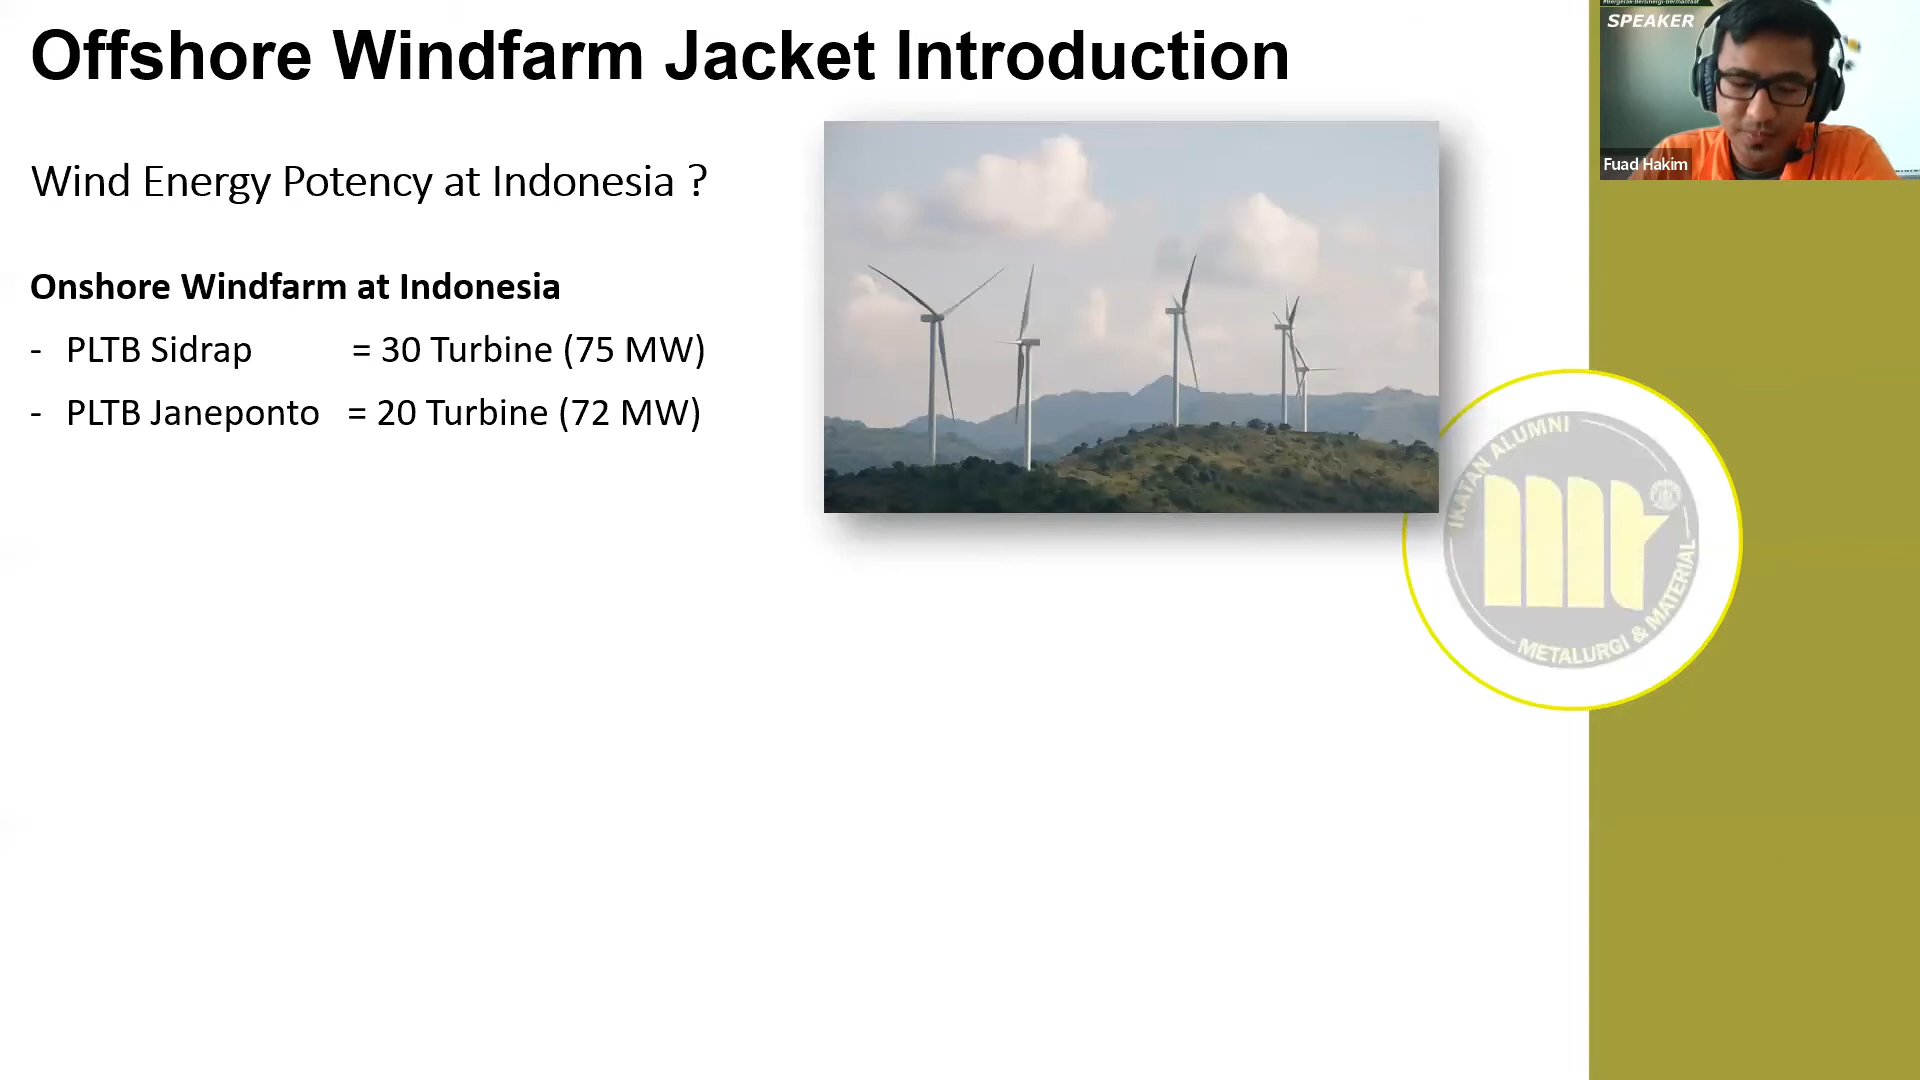 Offshore Windfarm Jacket Introduction
SPEAKER
Fuad Hakim
Wind Energy Potency at Indonesia ?
Onshore Windfarm at Indonesia
- PLTB Sidrap = 30 Turbine (75 MW)
- PLTB Janeponto = 20 Turbine (72 MW)
IKATAN ALUMNI
METALURGI & MATERIAL